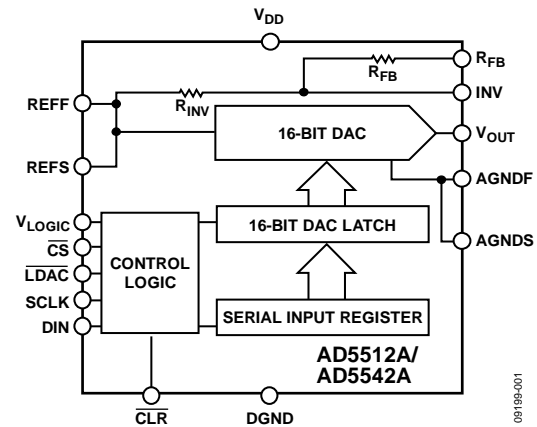 VDD
RFB
RFB
REFF
RINV
INV
16-BIT DAC
VOUT
REFS
AGNDF
VLOGIC
16-BIT DAC LATCH
CS
AGNDS
CONTROL
LOGIC
LDAC
SCLK
SERIAL INPUT REGISTER
DIN
AD5512A/
AD5542A
CLR
DGND
09199-001